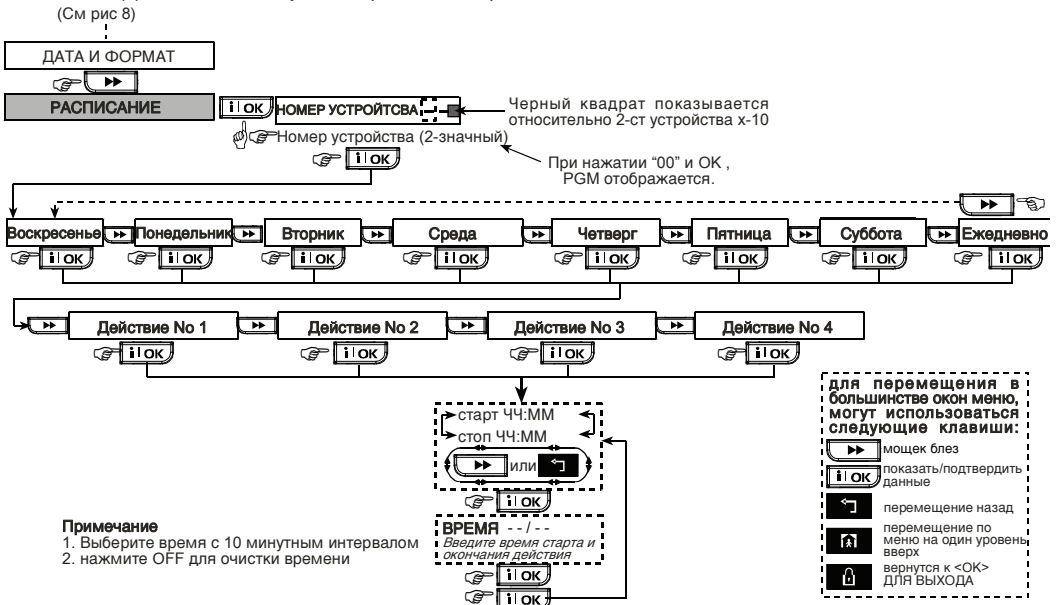 (См рис 8)
ДАТА И ФОРМАТ
РАСПИСАНИЕ
i OK
НОМЕР УСТРОЙТСВА
Черный квадрат показывается
относительно 2-ст устройства x-10
Номер устройства (2-значный)
i OK
При нажатии “00” и OK ,
PGM отображается.
Воскресенье Понедельник Вторник Среда Четверг Пятница Суббота Ежедневно
i OK i OK i OK i OK i OK i OK i OK i OK
Действие No 1 Действие No 2 Действие No 3 Действие No 4
i OK i OK i OK i OK
старт ЧЧ:ММ
стоп ЧЧ:ММ
или
i OK
ВРЕМЯ - - / - -
Введите время старта и
окончания действия
i OK
i OK
Примечание
1. Выберите время с 10 минутным интервалом
2. нажмите OFF для очистки времени
для перемещения в
большинстве окон меню,
могут использоваться
следующие клавиши:
мощек блез
i OK показать/подтвердить
данные
перемещение назад
перемещение по
меню на один уровень
вверх
вернутся к <OK>
ДЛЯ ВЫХОДА